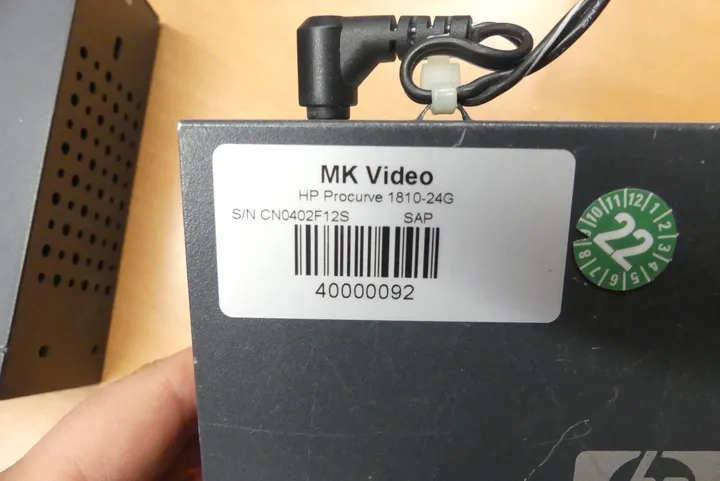 MK Video
HP Procurve 1810-24G
S/N CN0402F12S SAP
40000092
10 11 12 1 2 3 4 5 6 7 8
22
hp